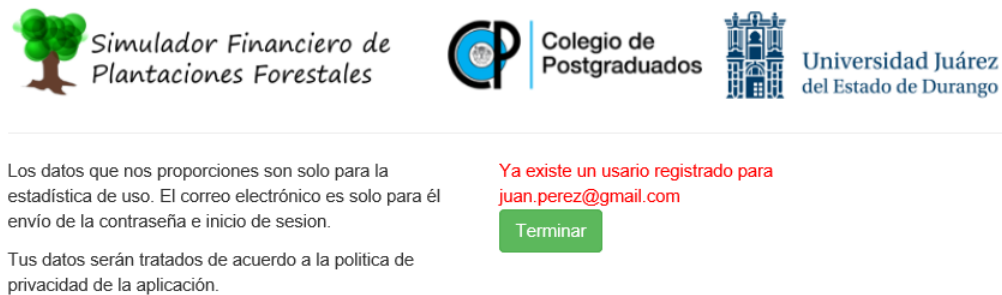 Simulador Financiero de
Plantaciones Forestales
Colegio de
Postgraduados
Universidad Juárez
del Estado de Durango
Los datos que nos proporciones son solo para la
estadística de uso. El correo electrónico es solo para él
envío de la contraseña e inicio de sesion.
Tus datos serán tratados de acuerdo a la politica de
privacidad de la aplicación.
Ya existe un usario registrado para
juan.perez@gmail.com
Terminar